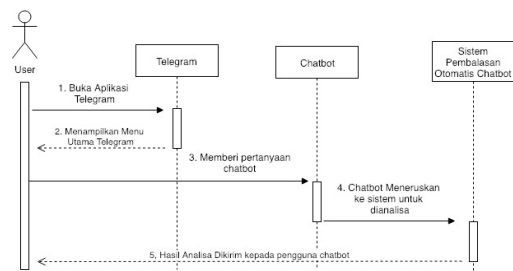 User
Telegram
Chatbot
Sistem
Pembalasan
Otomatis Chatbot
1. Buka Aplikasi
Telegram
2. Menampilkan Menu
Utama Telegram
3. Memberi pertanyaan
chatbot
4. Chatbot Meneruskan
ke sistem untuk
dianalisa
5, Hasil Analisa Dikirim kepada pengguna chatbot